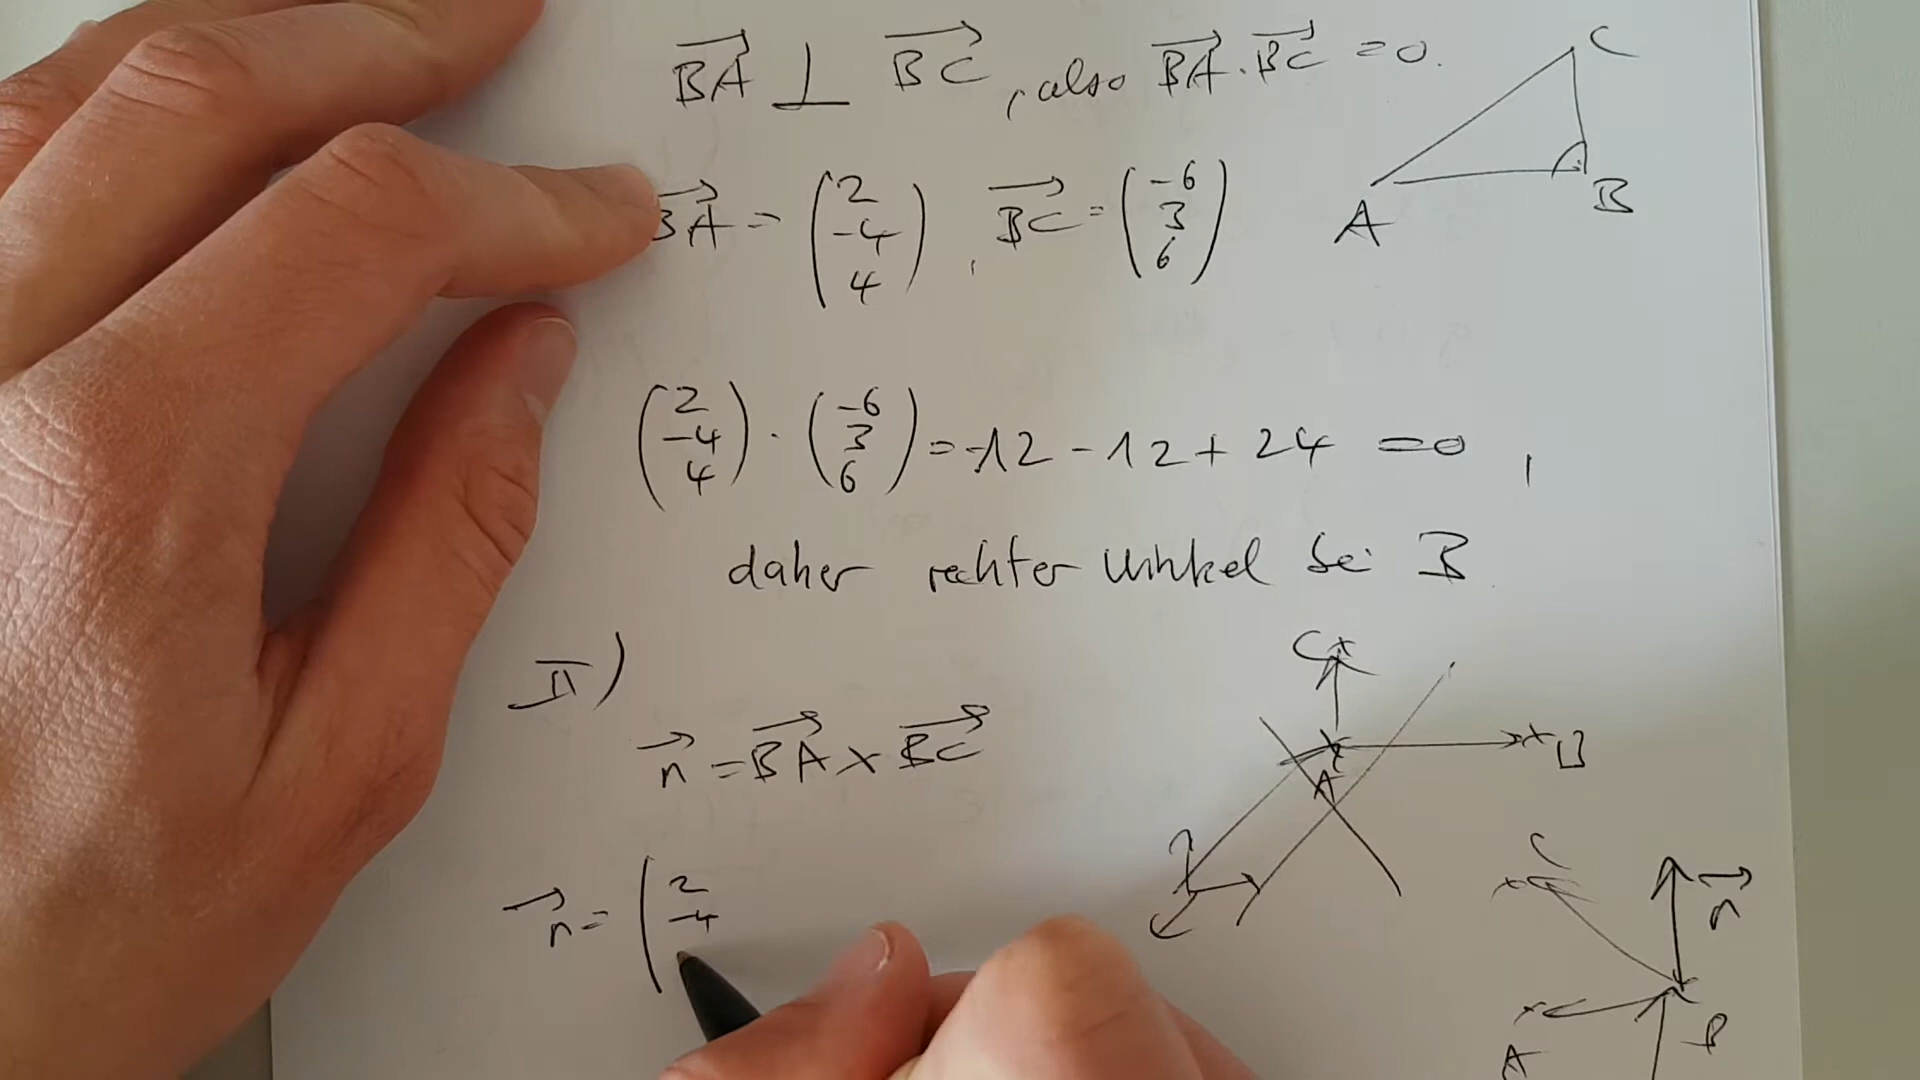 BA ⊥ BC, also BA · BC = 0.
C
A
B
BA = (2 -4 4), BC = (-6 3 6)
(2 -4 4) · (-6 3 6) = -12 - 12 + 24 = 0,
daher rechter Winkel bei B
II)
n = BA × BC
C
A
n = (2 -4
C
n
B
A